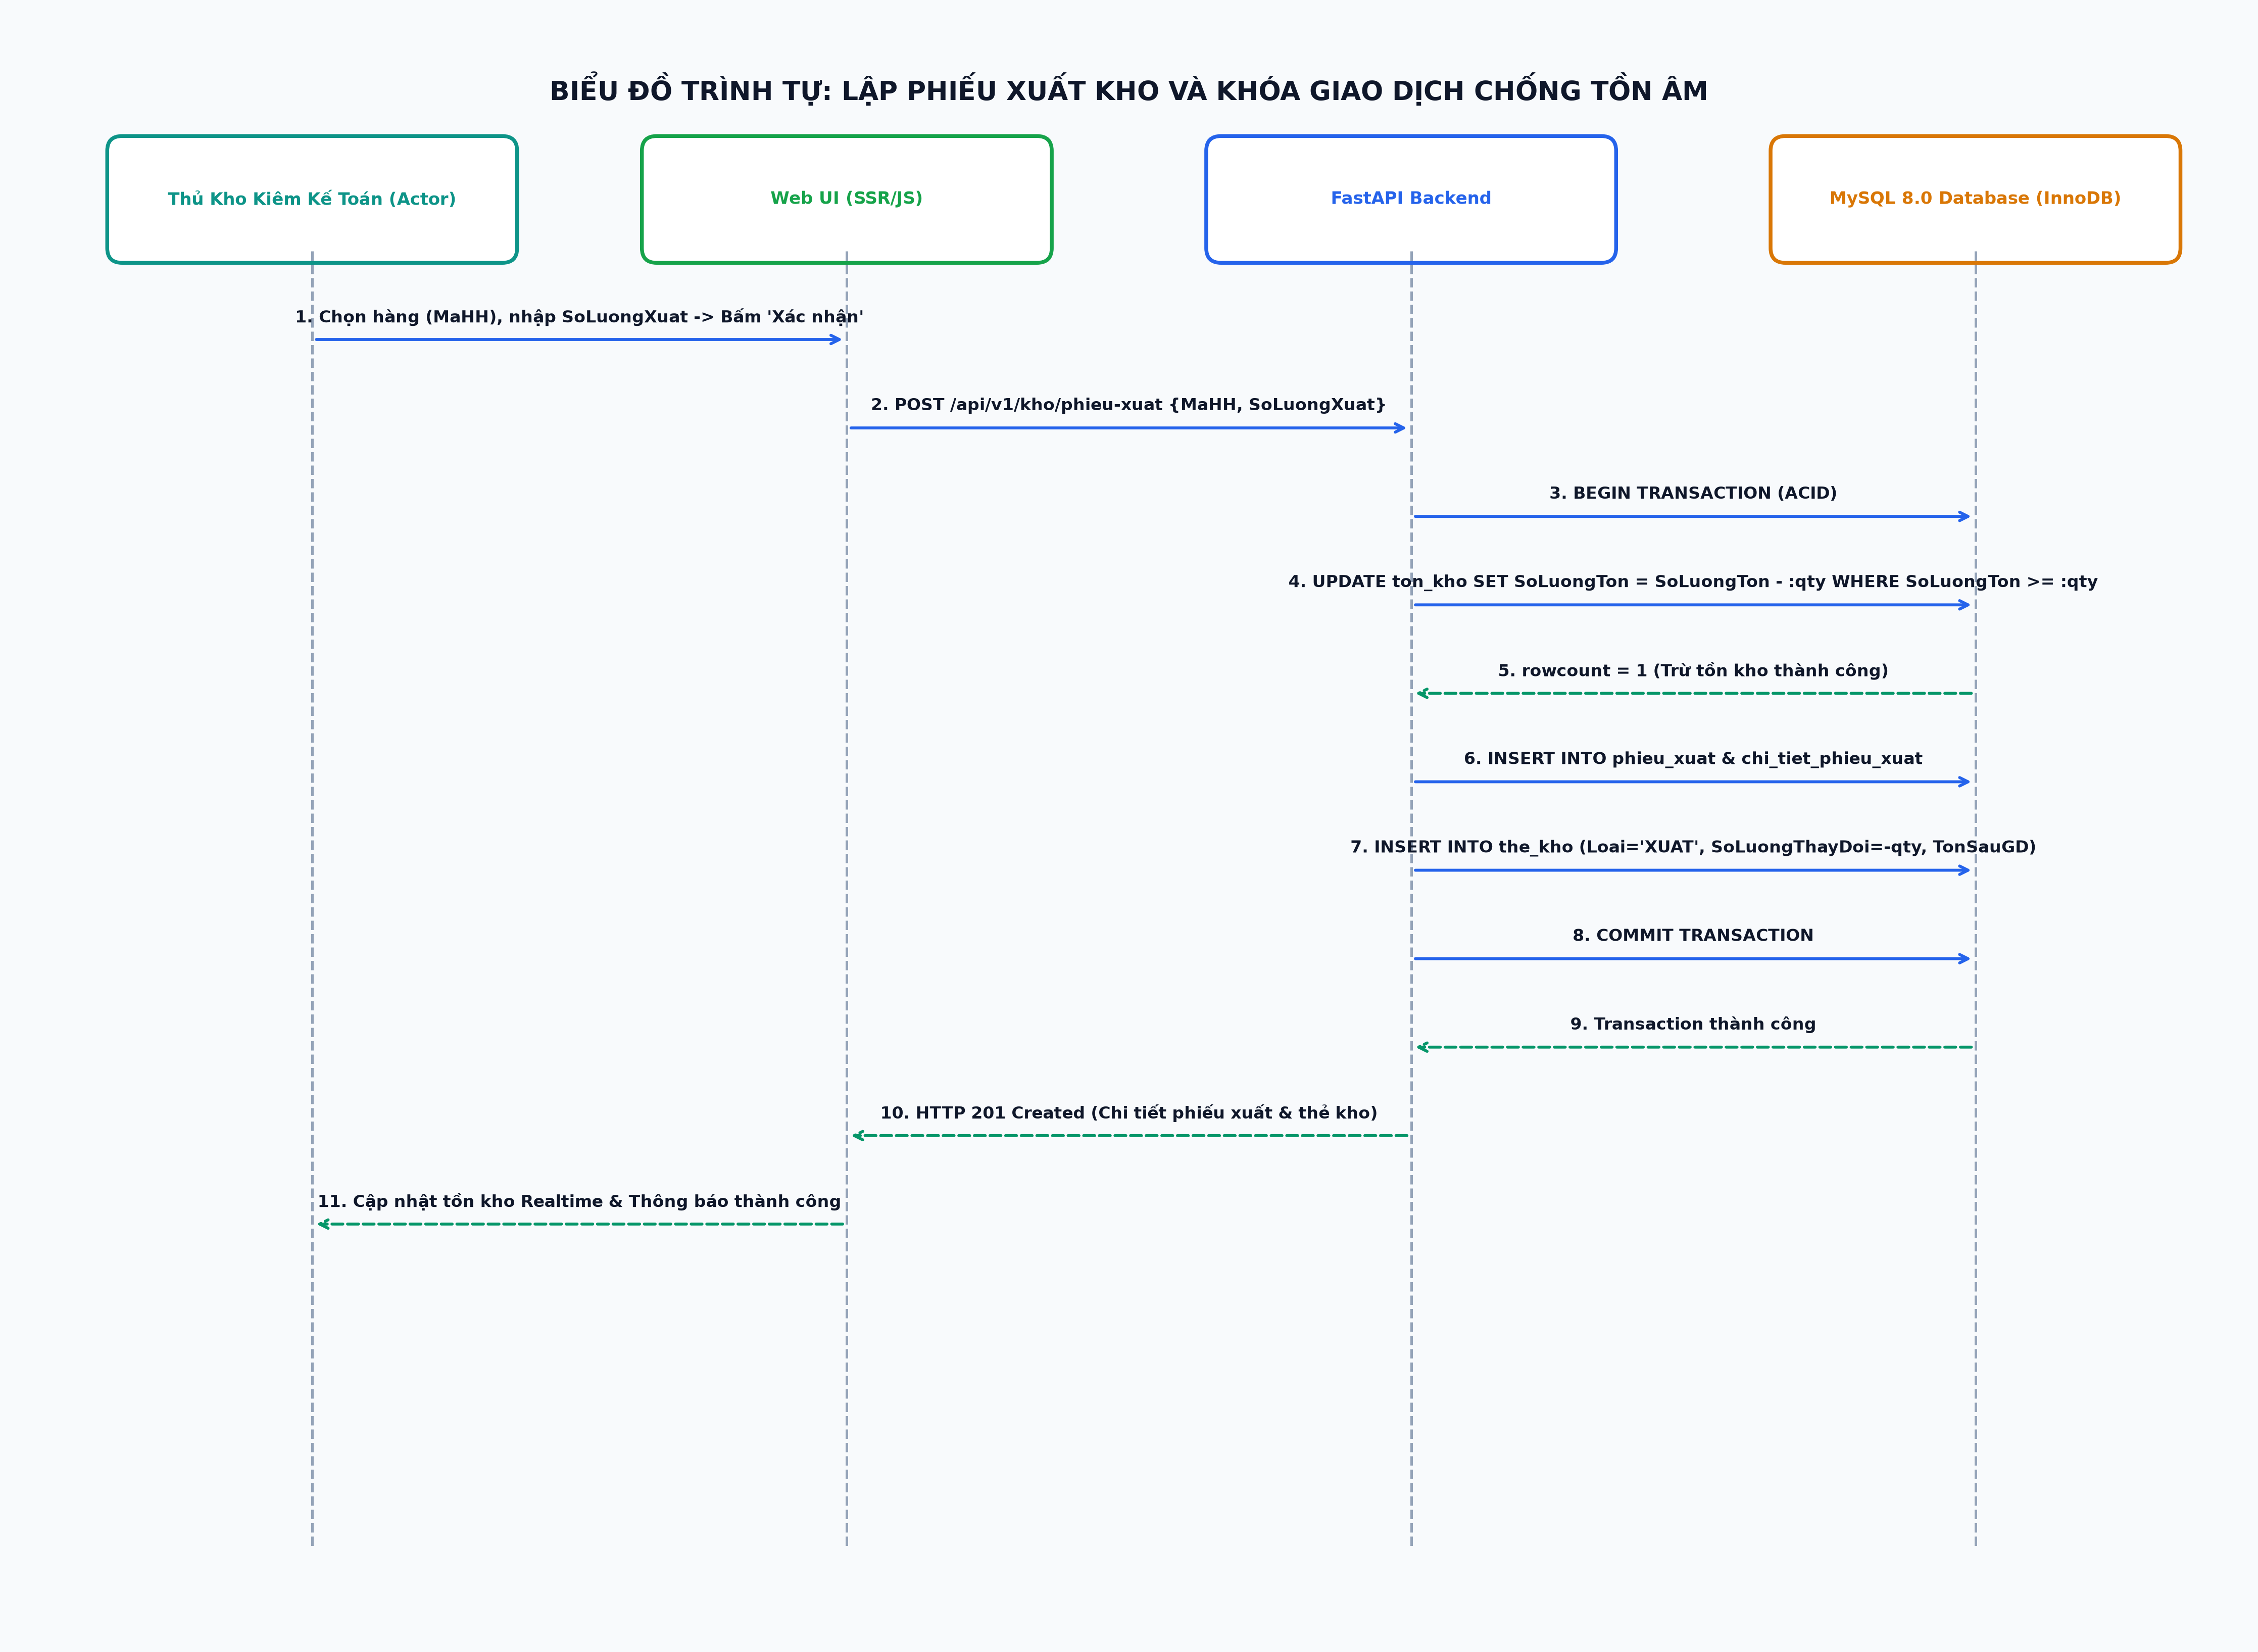 BIỂU ĐỒ TRÌNH TỰ: LẬP PHIẾU XUẤT KHO VÀ KHÓA GIAO DỊCH CHỐNG TỒN ÂM
Thủ Kho Kiêm Kế Toán (Actor)
Web UI (SSR/JS)
FastAPI Backend
MySQL 8.0 Database (InnoDB)
1. Chọn hàng (MaHH), nhập SoLuongXuat -> Bấm 'Xác nhận'
2. POST /api/v1/kho/phieu-xuat {MaHH, SoLuongXuat}
3. BEGIN TRANSACTION (ACID)
4. UPDATE ton_kho SET SoLuongTon = SoLuongTon - :qty WHERE SoLuongTon >= :qty
5. rowcount = 1 (Trừ tồn kho thành công)
6. INSERT INTO phieu_xuat & chi_tiet_phieu_xuat
7. INSERT INTO the_kho (Loai='XUAT', SoLuongThayDoi=-qty, TonSauGD)
8. COMMIT TRANSACTION
9. Transaction thành công
10. HTTP 201 Created (Chi tiết phiếu xuất & thẻ kho)
11. Cập nhật tồn kho Realtime & Thông báo thành công